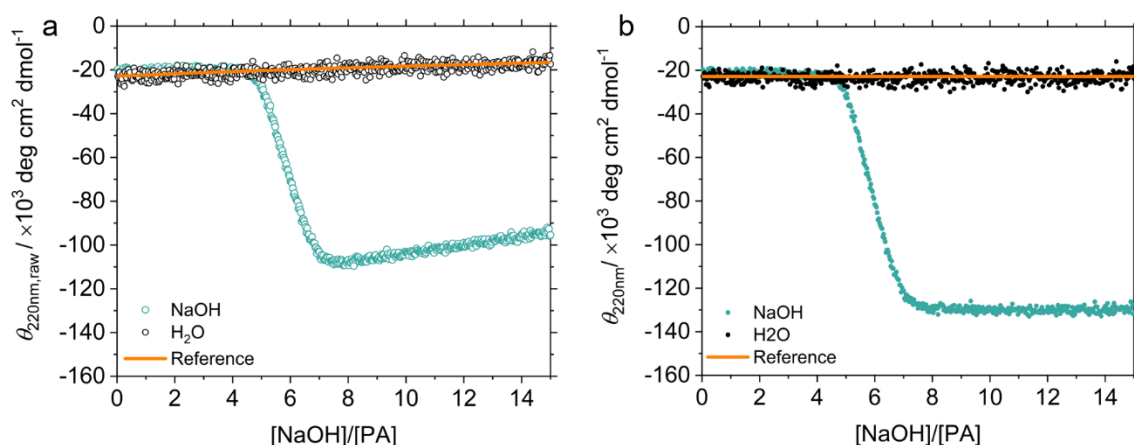 a
0
-20
-40
-60
-80
-100
-120
-140
-160
θ220nm,raw / ×10³ deg cm² dmol⁻¹
NaOH
H₂O
Reference
0 2 4 6 8 10 12 14
[NaOH]/[PA]
b
0
-20
-40
-60
-80
-100
-120
-140
-160
θ220nm/ ×10³ deg cm² dmol⁻¹
NaOH
H2O
Reference
0 2 4 6 8 10 12 14
[NaOH]/[PA]